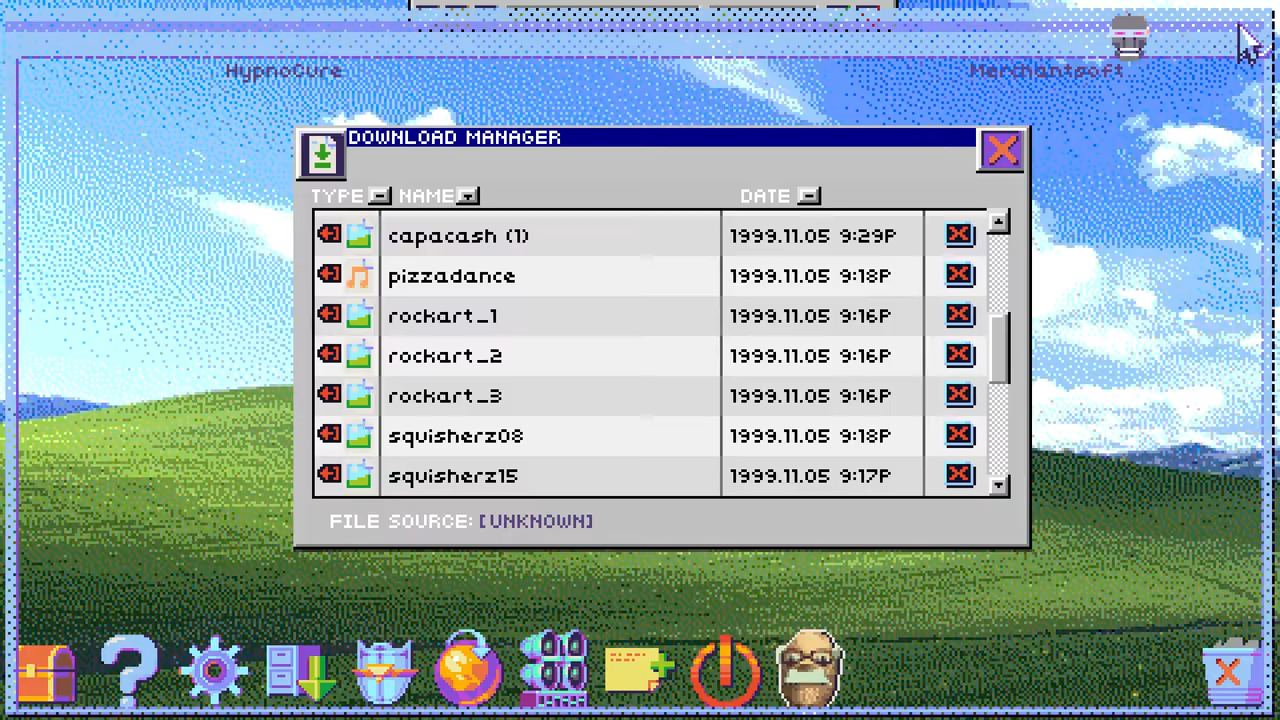 HypnoCure
Merchantsoft
DOWNLOAD MANAGER
TYPE NAME DATE
capacash (1) 1999.11.05 9:29P
pizzadance 1999.11.05 9:18P
rockart_1 1999.11.05 9:16P
rockart_2 1999.11.05 9:16P
rockart_3 1999.11.05 9:16P
squisherz08 1999.11.05 9:18P
squisherz15 1999.11.05 9:17P
FILE SOURCE: [UNKNOWN]